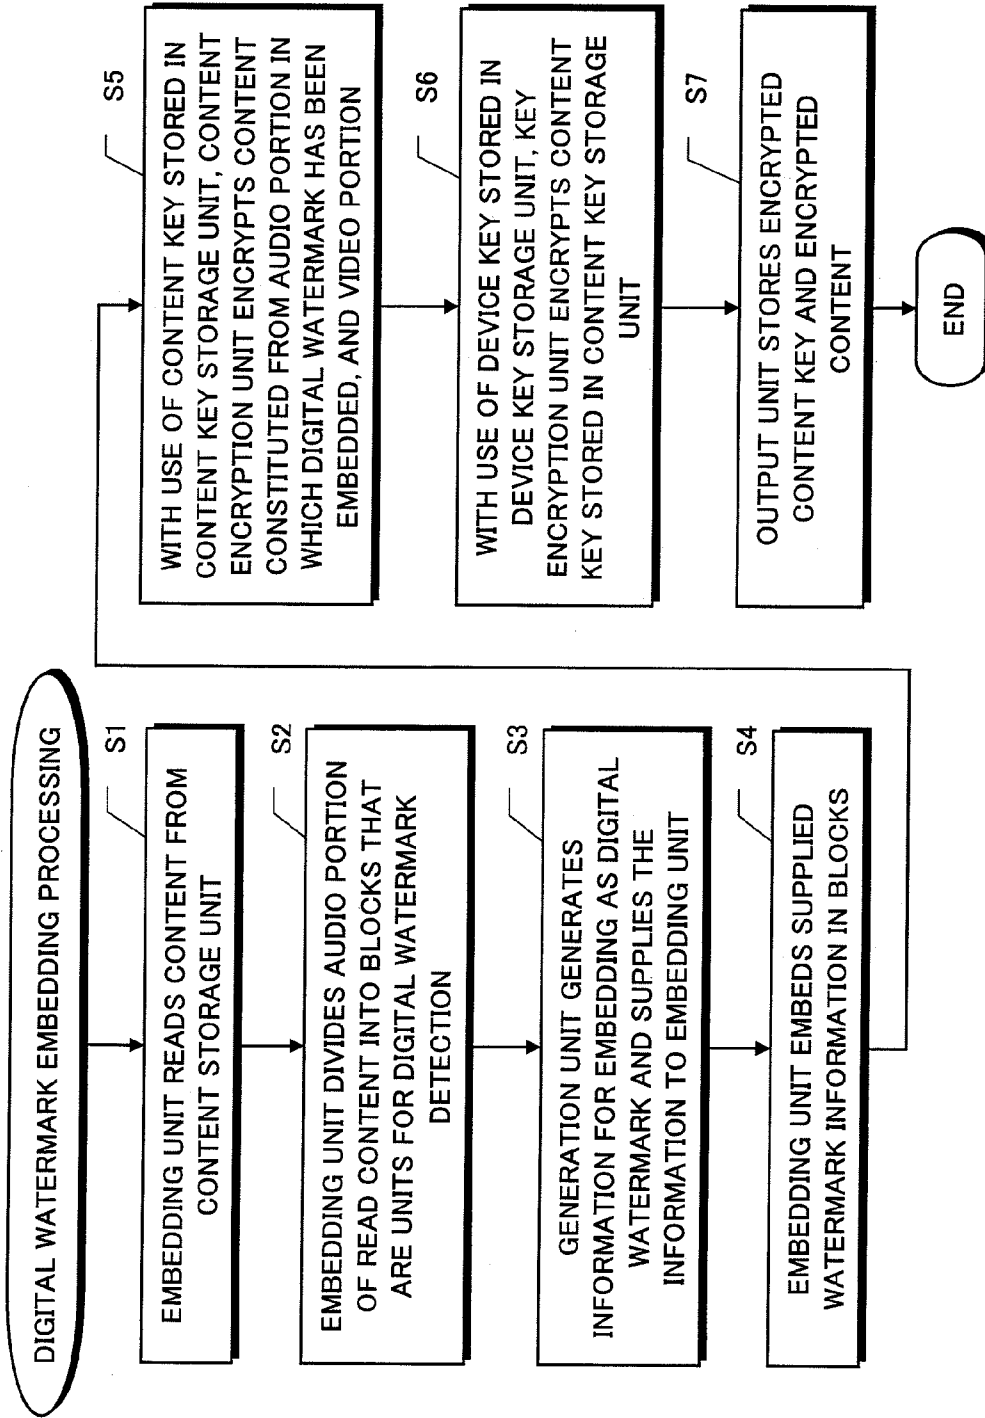 DIGITAL WATERMARK EMBEDDING PROCESSING
S1
EMBEDDING UNIT READS CONTENT FROM
CONTENT STORAGE UNIT
S2
EMBEDDING UNIT DIVIDES AUDIO PORTION
OF READ CONTENT INTO BLOCKS THAT
ARE UNITS FOR DIGITAL WATERMARK
DETECTION
S3
GENERATION UNIT GENERATES
INFORMATION FOR EMBEDDING AS DIGITAL
WATERMARK AND SUPPLIES THE
INFORMATION TO EMBEDDING UNIT
S4
EMBEDDING UNIT EMBEDS SUPPLIED
WATERMARK INFORMATION IN BLOCKS
S5
WITH USE OF CONTENT KEY STORED IN
CONTENT KEY STORAGE UNIT, CONTENT
ENCRYPTION UNIT ENCRYPTS CONTENT
CONSTITUTED FROM AUDIO PORTION IN
WHICH DIGITAL WATERMARK HAS BEEN
EMBEDDED, AND VIDEO PORTION
S6
WITH USE OF DEVICE KEY STORED IN
DEVICE KEY STORAGE UNIT, KEY
ENCRYPTION UNIT ENCRYPTS CONTENT
KEY STORED IN CONTENT KEY STORAGE
UNIT
S7
OUTPUT UNIT STORES ENCRYPTED
CONTENT KEY AND ENCRYPTED
CONTENT
END